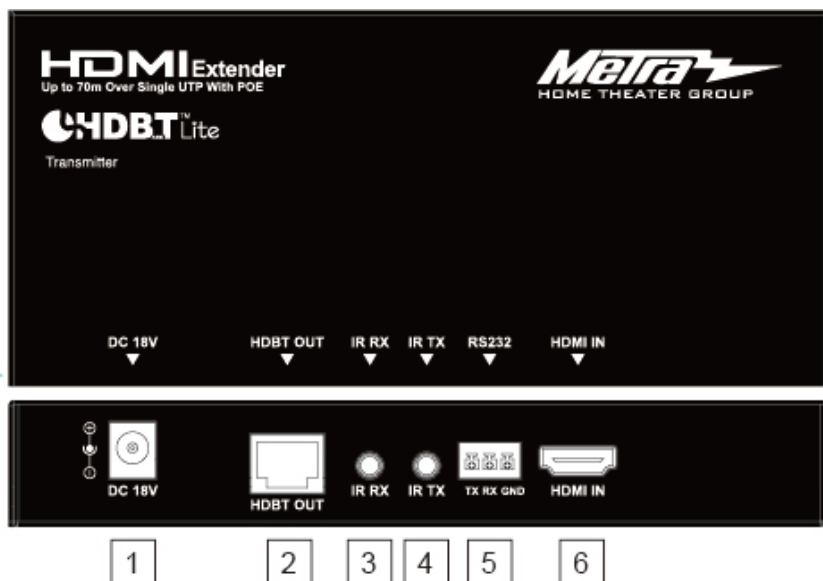 HDMI Extender
Up to 70m Over Single UTP With POE
METRA
HOME THEATER GROUP
HDBT™ Lite
Transmitter
DC 18V HDBT OUT IR RX IR TX RS232 HDMI IN
DC 18V HDBT OUT IR RX IR TX TX RX GND HDMI IN
1 2 3 4 5 6